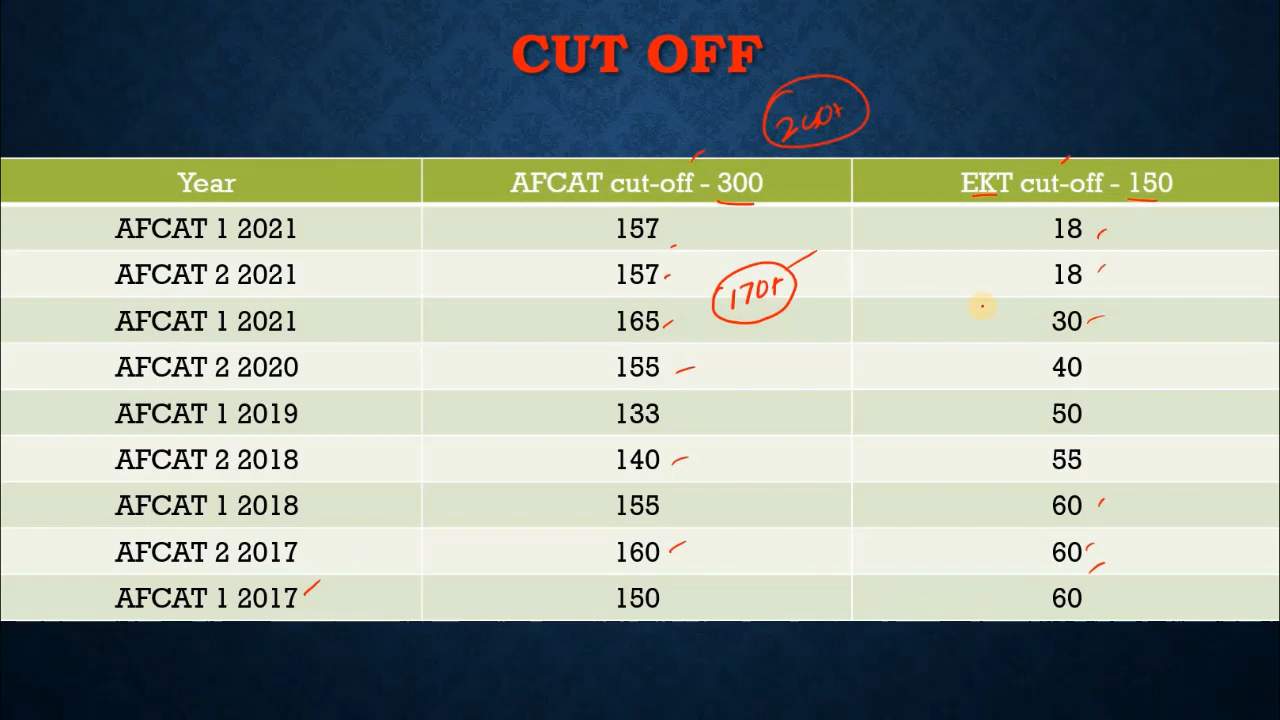 CUT OFF
200+
Year AFCAT cut-off - 300 EKT cut-off - 150
AFCAT 1 2021 157 18
AFCAT 2 2021 157 18
170+
AFCAT 1 2021 165 30
AFCAT 2 2020 155 40
AFCAT 1 2019 133 50
AFCAT 2 2018 140 55
AFCAT 1 2018 155 60
AFCAT 2 2017 160 60
AFCAT 1 2017 150 60